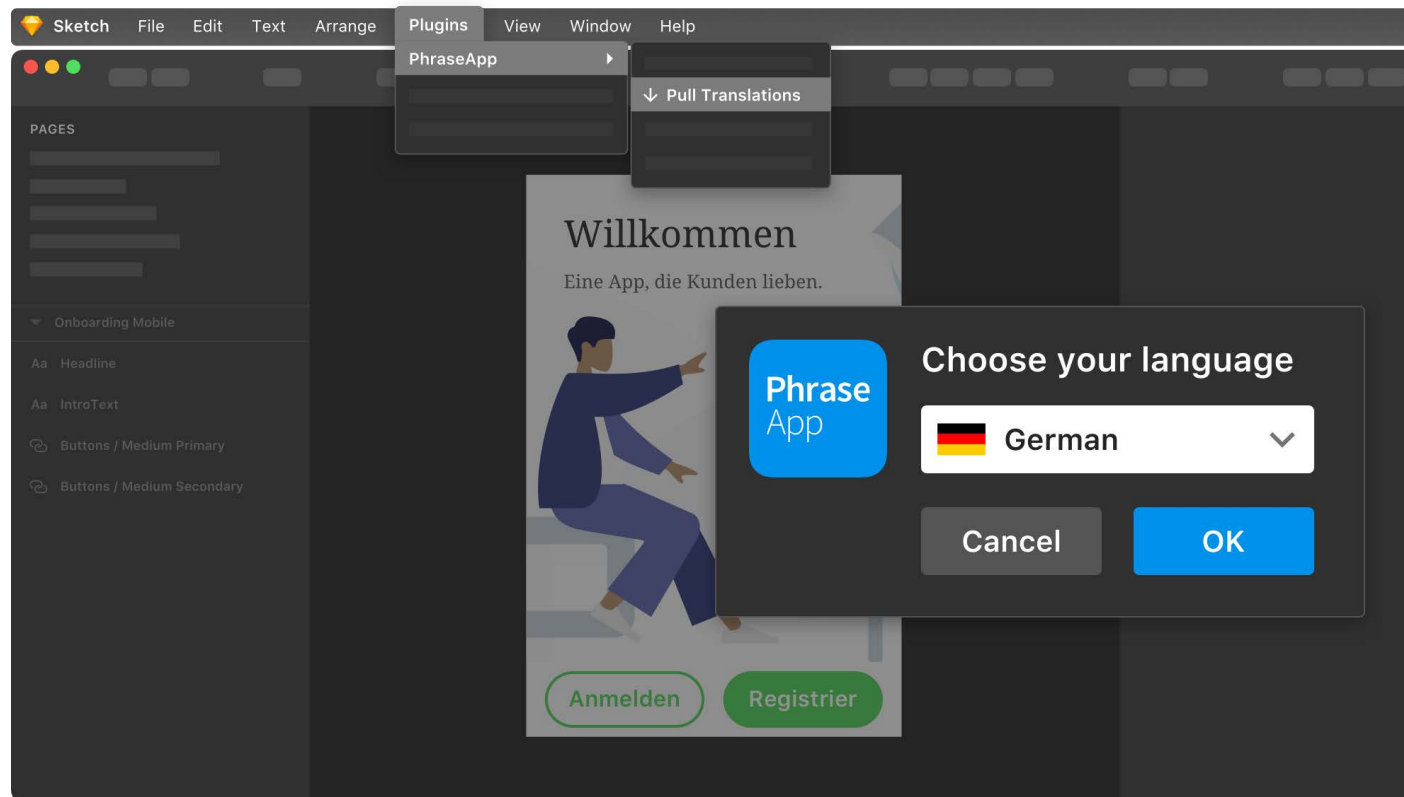 Sketch File Edit Text Arrange Plugins View Window Help
PhraseApp
Pull Translations
PAGES
Onboarding Mobile
Aa Headline
Aa IntroText
Buttons / Medium Primary
Buttons / Medium Secondary
Willkommen
Eine App, die Kunden lieben.
Anmelden Registrier
Phrase
App
Choose your language
German
Cancel OK